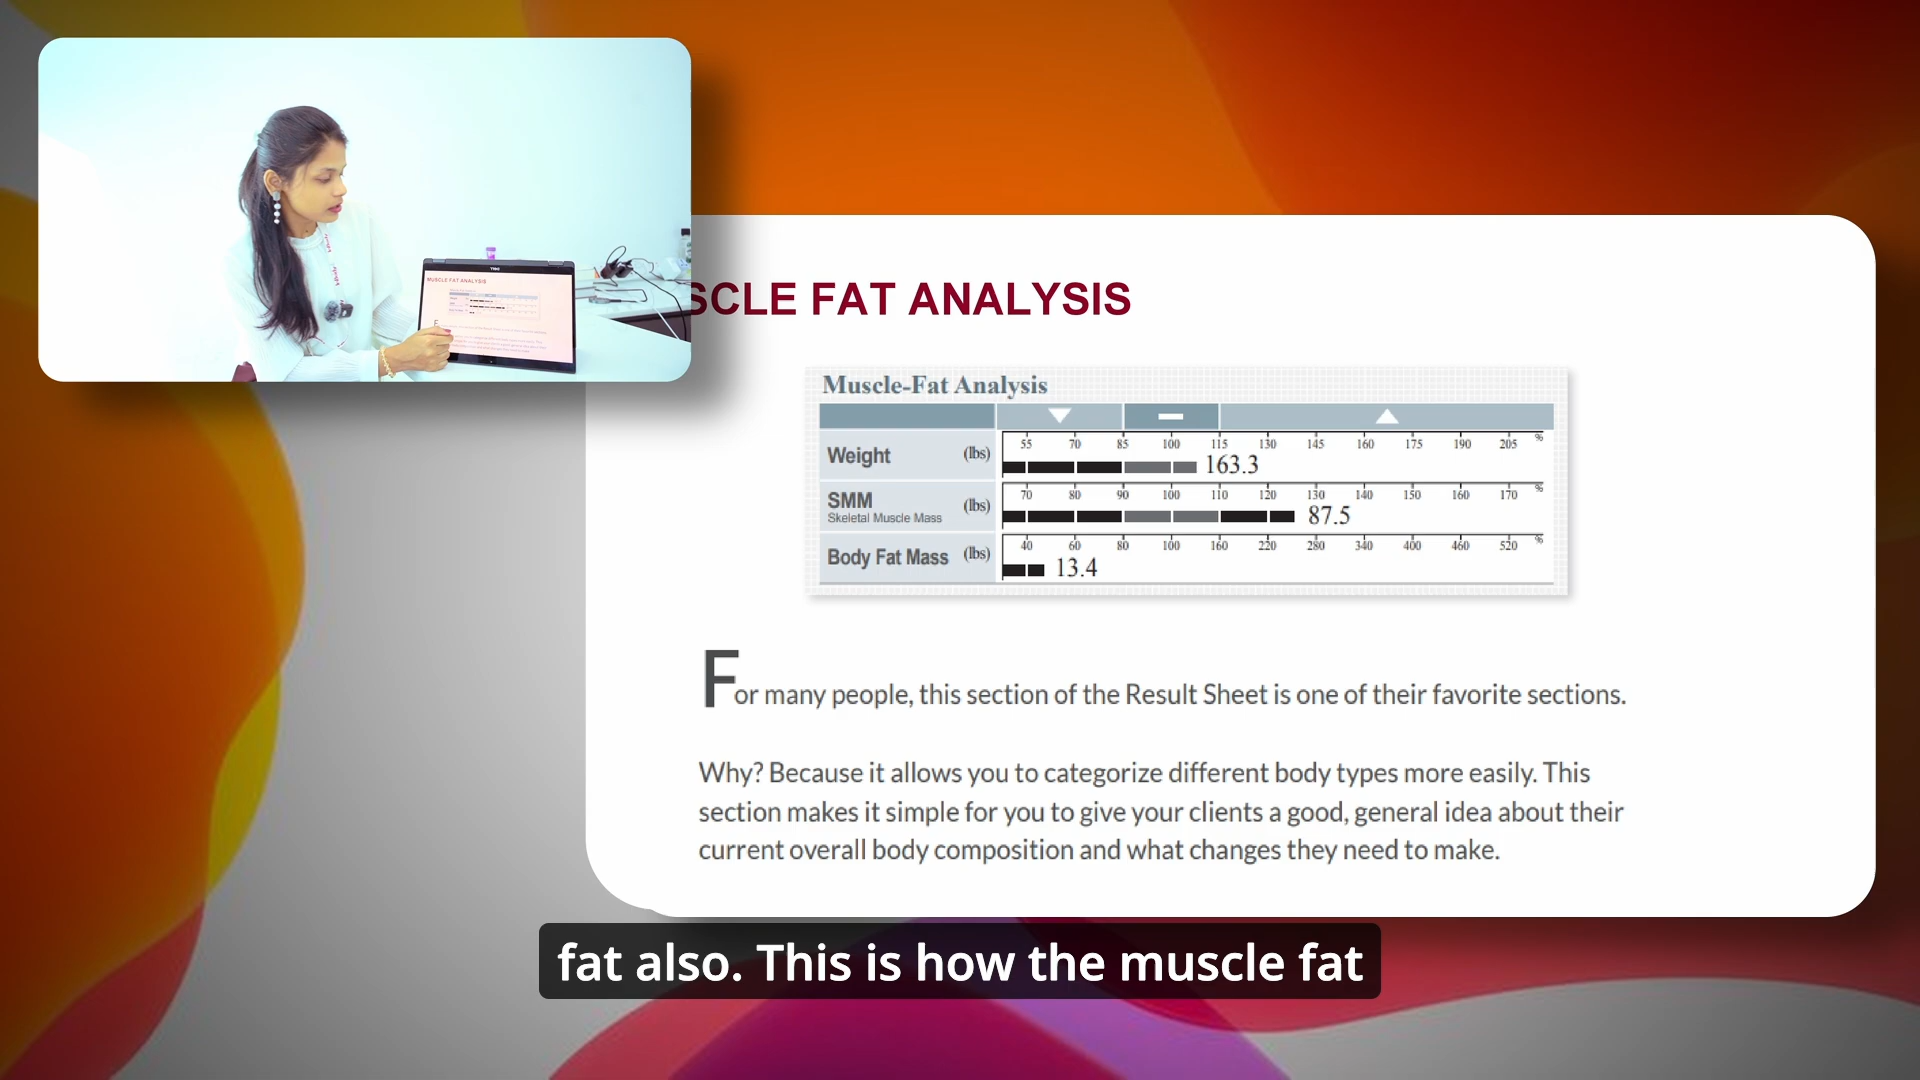 MUSCLE FAT ANALYSIS
SCLE FAT ANALYSIS
Muscle-Fat Analysis
55 70 85 100 115 130 145 160 175 190 205 %
Weight (lbs) 163.3
70 80 90 100 110 120 130 140 150 160 170 %
SMM (lbs) 87.5
Skeletal Muscle Mass
40 60 80 100 160 220 280 340 400 460 520 %
Body Fat Mass (lbs) 13.4
For many people, this section of the Result Sheet is one of their favorite sections.
Why? Because it allows you to categorize different body types more easily. This
section makes it simple for you to give your clients a good, general idea about their
current overall body composition and what changes they need to make.
fat also. This is how the muscle fat